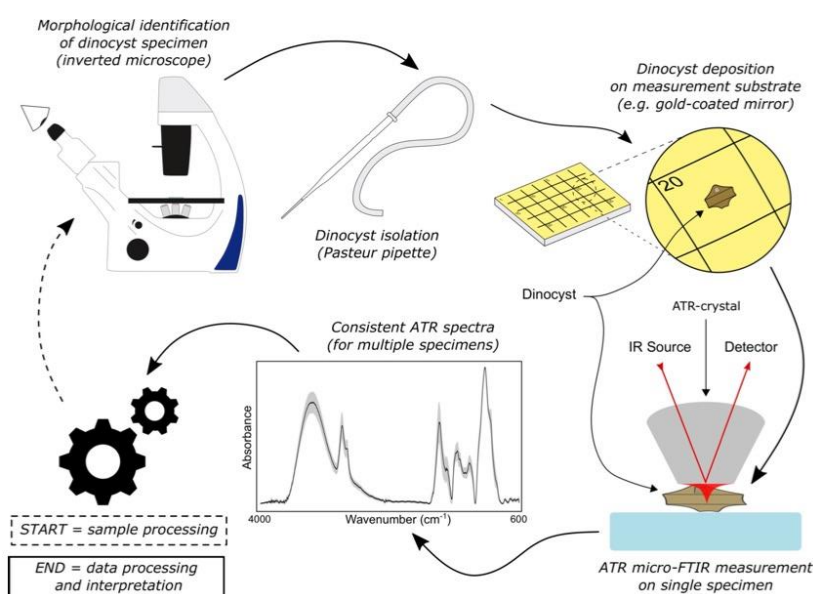 Morphological identification
of dinocyst specimen
(inverted microscope)
Dinocyst deposition
on measurement substrate
(e.g. gold-coated mirror)
20
Dinocyst isolation
(Pasteur pipette)
Dinocyst
ATR-crystal
IR Source
Detector
Consistent ATR spectra
(for multiple specimens)
Absorbance
4000
Wavenumber (cm⁻¹)
600
START = sample processing
END = data processing
and interpretation
ATR micro-FTIR measurement
on single specimen